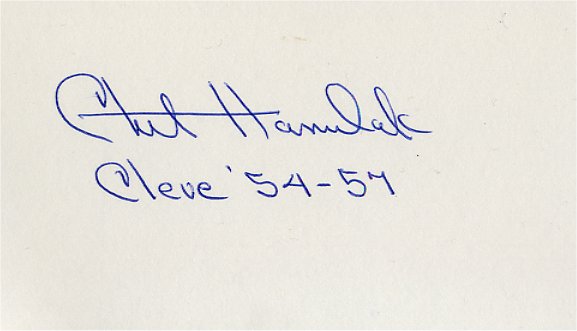 Chet Hanulak
Cleve '54-57